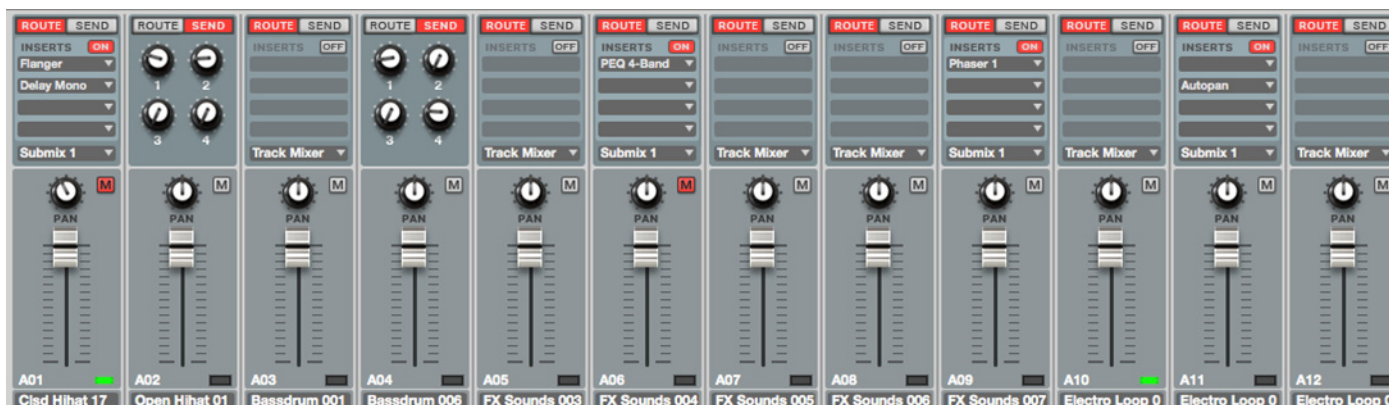 ROUTE SEND ROUTE SEND ROUTE SEND ROUTE SEND ROUTE SEND ROUTE SEND ROUTE SEND ROUTE SEND ROUTE SEND ROUTE SEND ROUTE SEND ROUTE SEND
INSERTS ON INSERTS OFF INSERTS OFF INSERTS ON INSERTS OFF INSERTS OFF INSERTS ON INSERTS OFF INSERTS ON INSERTS OFF
Flanger PEQ 4-Band Phaser 1
Delay Mono 1 2 1 2 Autopan
3 4 3 4
Submix 1 Track Mixer Track Mixer Submix 1 Track Mixer Track Mixer Submix 1 Track Mixer Submix 1 Track Mixer
M M M M M M M M M M M M
PAN PAN PAN PAN PAN PAN PAN PAN PAN PAN PAN PAN
A01 A02 A03 A04 A05 A06 A07 A08 A09 A10 A11 A12
Clsd Hihat 17 Open Hihat 01 Bassdrum 001 Bassdrum 006 FX Sounds 003 FX Sounds 004 FX Sounds 005 FX Sounds 006 FX Sounds 007 Electro Loop 0 Electro Loop 0 Electro Loop